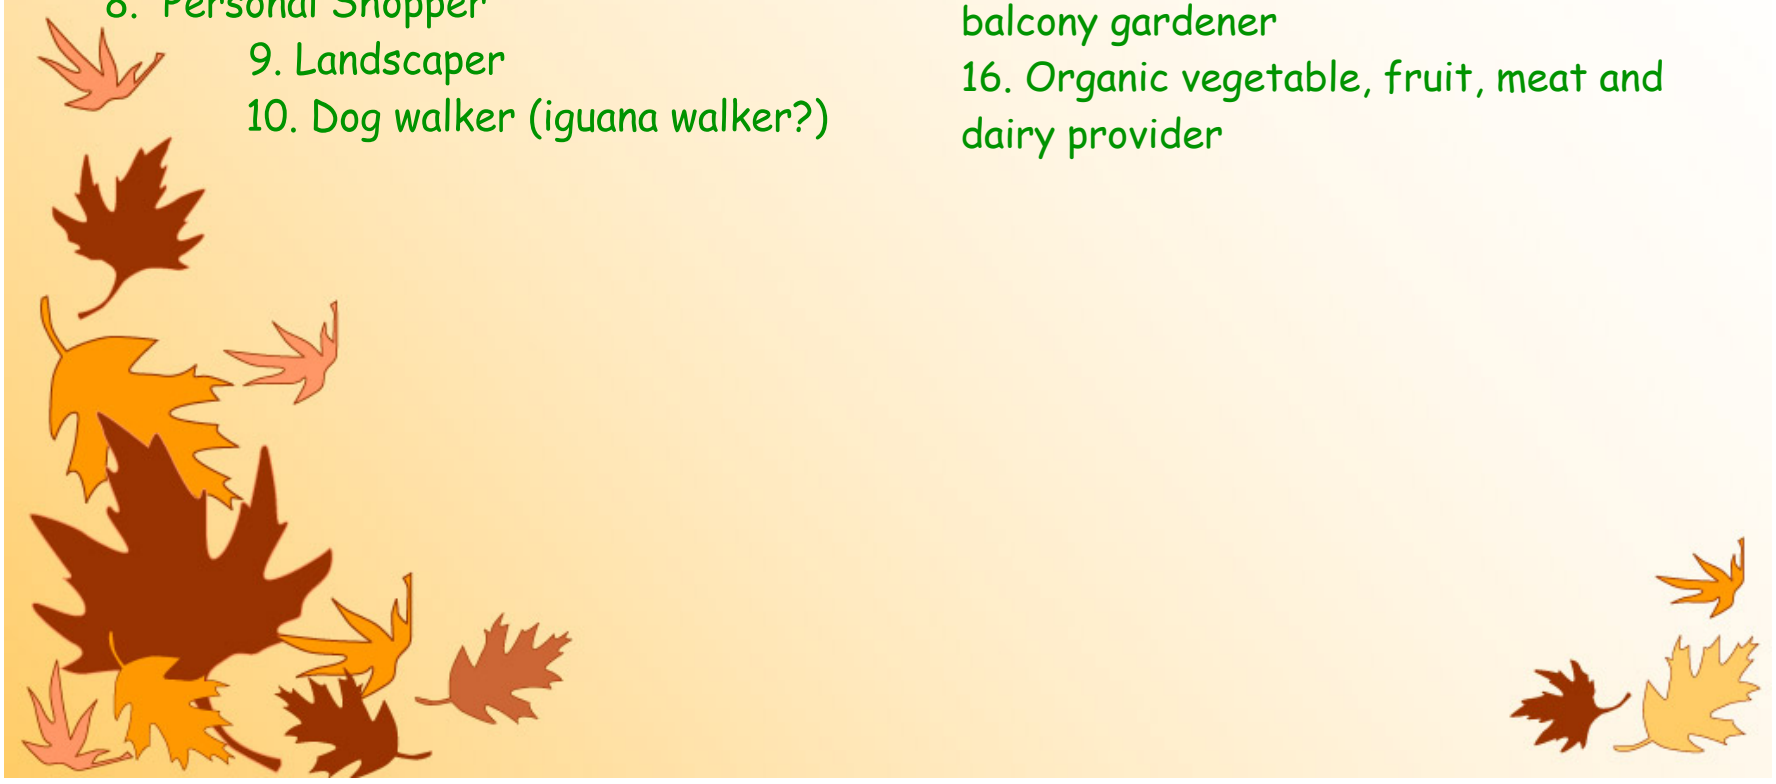 8. Personal Shopper
9. Landscaper
10. Dog walker (iguana walker?)
balcony gardener
16. Organic vegetable, fruit, meat and
dairy provider